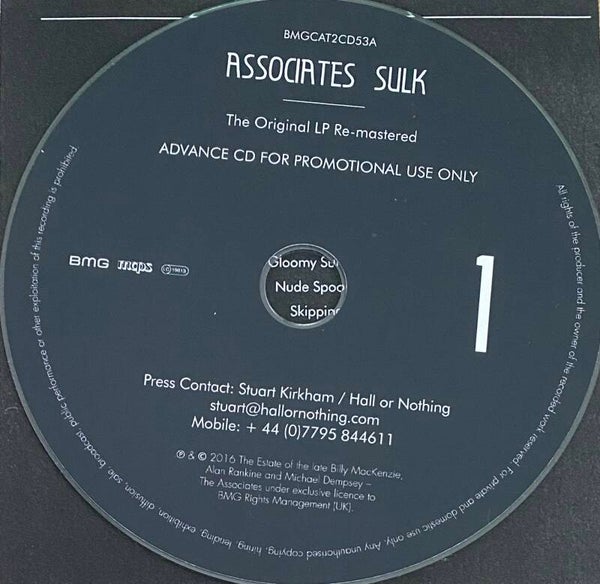 BMGCAT2CD53A
ASSOCIATES SULK
The Original LP Re-mastered
ADVANCE CD FOR PROMOTIONAL USE ONLY
BMG mcps LC 19813
1
Gloomy Su
Nude Spoo
Skippin
Press Contact: Stuart Kirkham / Hall or Nothing
stuart@hallornothing.com
Mobile: + 44 (0)7795 844611
℗ & © 2016 The Estate of the late Billy MacKenzie,
Alan Rankine and Michael Dempsey –
The Associates under exclusive licence to
BMG Rights Management (UK).
All rights of the producer and the owner of the recorded work reserved. For private and domestic use only. Any unauthorised copying, hiring, lending, exhibition, diffusion, sale, broadcast, public performance or other exploitation of this recording is prohibited.